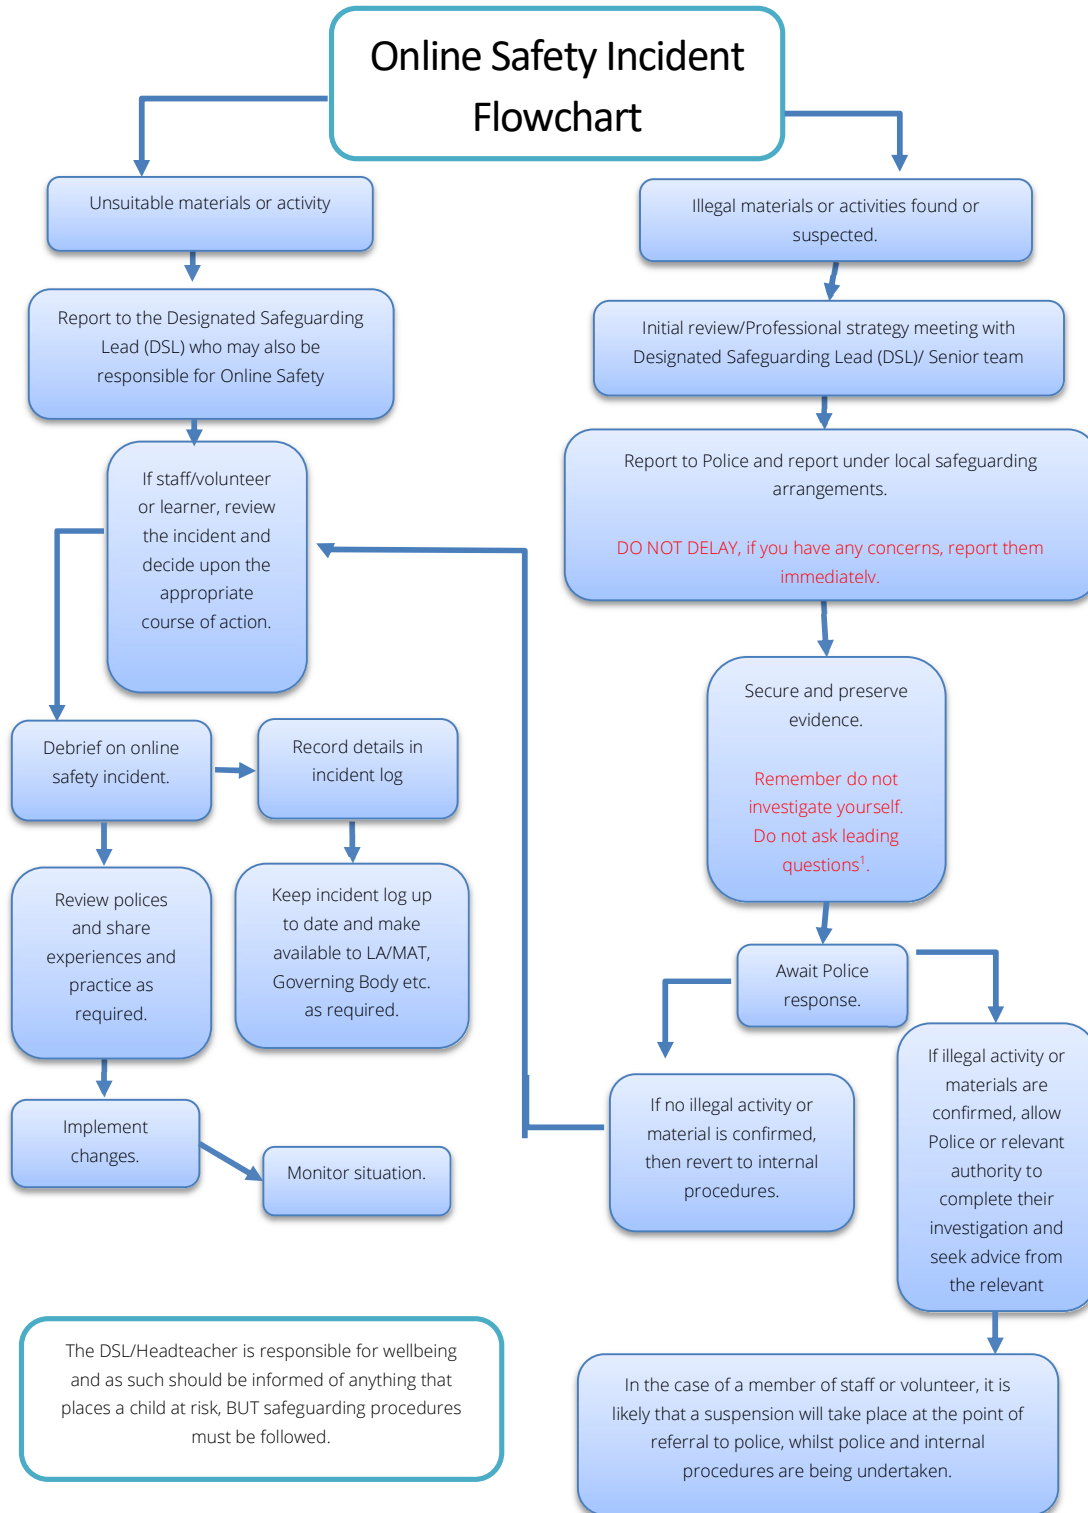 Online Safety Incident
Flowchart
Unsuitable materials or activity
Report to the Designated Safeguarding
Lead (DSL) who may also be
responsible for Online Safety
If staff/volunteer
or learner, review
the incident and
decide upon the
appropriate
course of action.
Debrief on online
safety incident.
Record details in
incident log
Review polices
and share
experiences and
practice as
required.
Keep incident log up
to date and make
available to LA/MAT,
Governing Body etc.
as required.
Implement
changes.
Monitor situation.
Illegal materials or activities found or
suspected.
Initial review/Professional strategy meeting with
Designated Safeguarding Lead (DSL)/ Senior team
Report to Police and report under local safeguarding
arrangements.
DO NOT DELAY, if you have any concerns, report them
immediately.
Secure and preserve
evidence.
Remember do not
investigate yourself.
Do not ask leading
questions¹.
Await Police
response.
If no illegal activity or
material is confirmed,
then revert to internal
procedures.
If illegal activity or
materials are
confirmed, allow
Police or relevant
authority to
complete their
investigation and
seek advice from
the relevant
In the case of a member of staff or volunteer, it is
likely that a suspension will take place at the point of
referral to police, whilst police and internal
procedures are being undertaken.
The DSL/Headteacher is responsible for wellbeing
and as such should be informed of anything that
places a child at risk, BUT safeguarding procedures
must be followed.